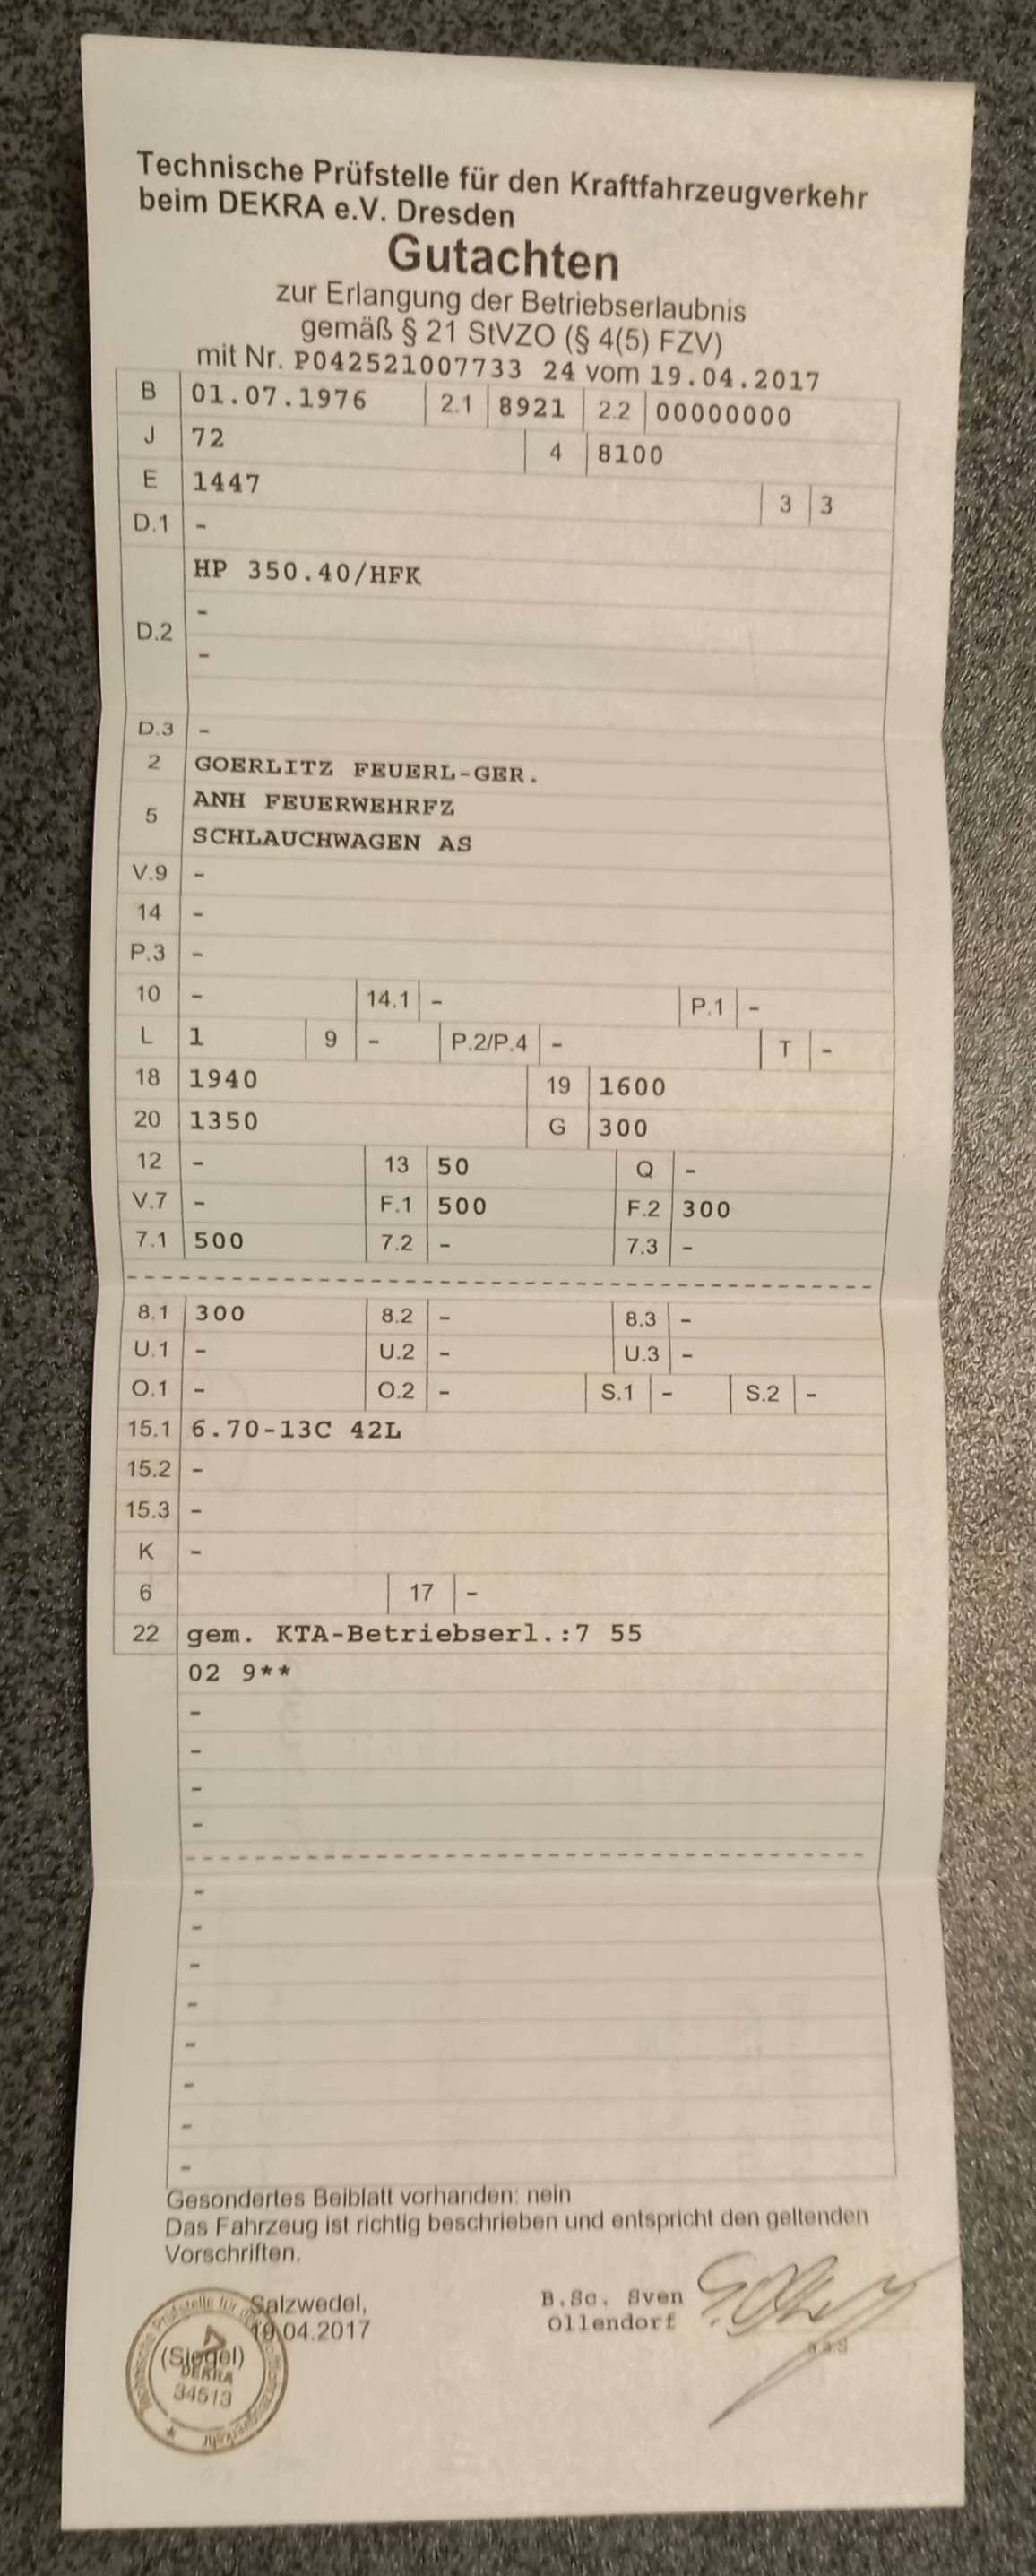 Technische Prüfstelle für den Kraftfahrzeugverkehr
beim DEKRA e.V. Dresden
Gutachten
zur Erlangung der Betriebserlaubnis
gemäß § 21 StVZO (§ 4(5) FZV)
mit Nr. P042521007733 24 vom 19.04.2017
B 01.07.1976 2.1 8921 2.2 00000000
J 72 4 8100
E 1447 3 3
D.1 -
HP 350.40/HFK
-
D.2
-
D.3 -
2 GOERLITZ FEUERL-GER.
5 ANH FEUERWEHRFZ
SCHLAUCHWAGEN AS
V.9 -
14 -
P.3 -
10 - 14.1 - P.1 -
L 1 9 - P.2/P.4 - T -
18 1940 19 1600
20 1350 G 300
12 - 13 50 Q -
V.7 - F.1 500 F.2 300
7.1 500 7.2 - 7.3 -
8.1 300 8.2 - 8.3 -
U.1 - U.2 - U.3 -
O.1 - O.2 - S.1 - S.2 -
15.1 6.70-13C 42L
15.2 -
15.3 -
K -
6 17 -
22 gem. KTA-Betriebserl.:7 55
02 9**
-
-
-
-
-
-
-
-
-
-
-
-
Gesondertes Beiblatt vorhanden: nein
Das Fahrzeug ist richtig beschrieben und entspricht den geltenden
Vorschriften.
Salzwedel,
19.04.2017
B.Sc. Sven
Ollendorf
a.a.S
Technische Prüfstelle für den Kraftfahrzeugverkehr
(Siegel)
DEKRA
34513